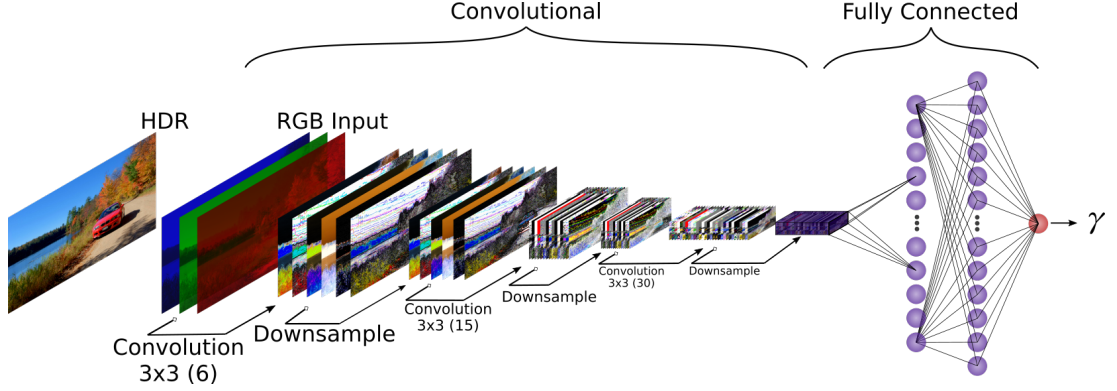 Convolutional
Fully Connected
HDR
RGB Input
γ
Convolution
3x3 (6)
Downsample
Convolution
3x3 (15)
Downsample
Convolution
3x3 (30)
Downsample